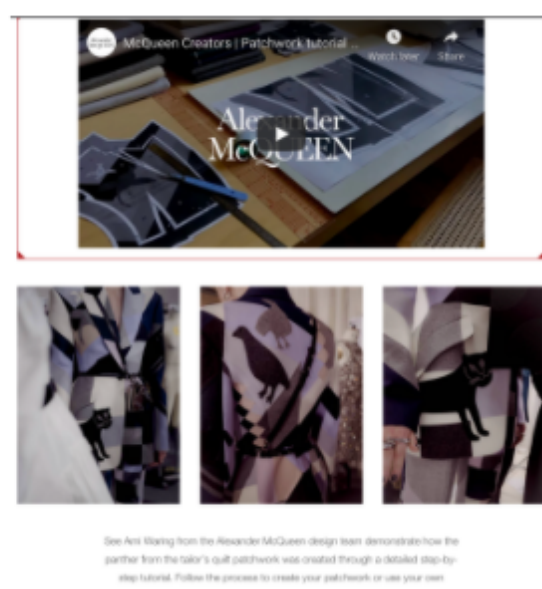 McQueen Creators | Patchwork tutorial ...
Watch later
Share
Alexander
McQUEEN
See Ami Waring from the Alexander McQueen design team demonstrate how the
panther from the tailor's quilt patchwork was created through a detailed step-by-
step tutorial. Follow the process to create your patchwork or use your own